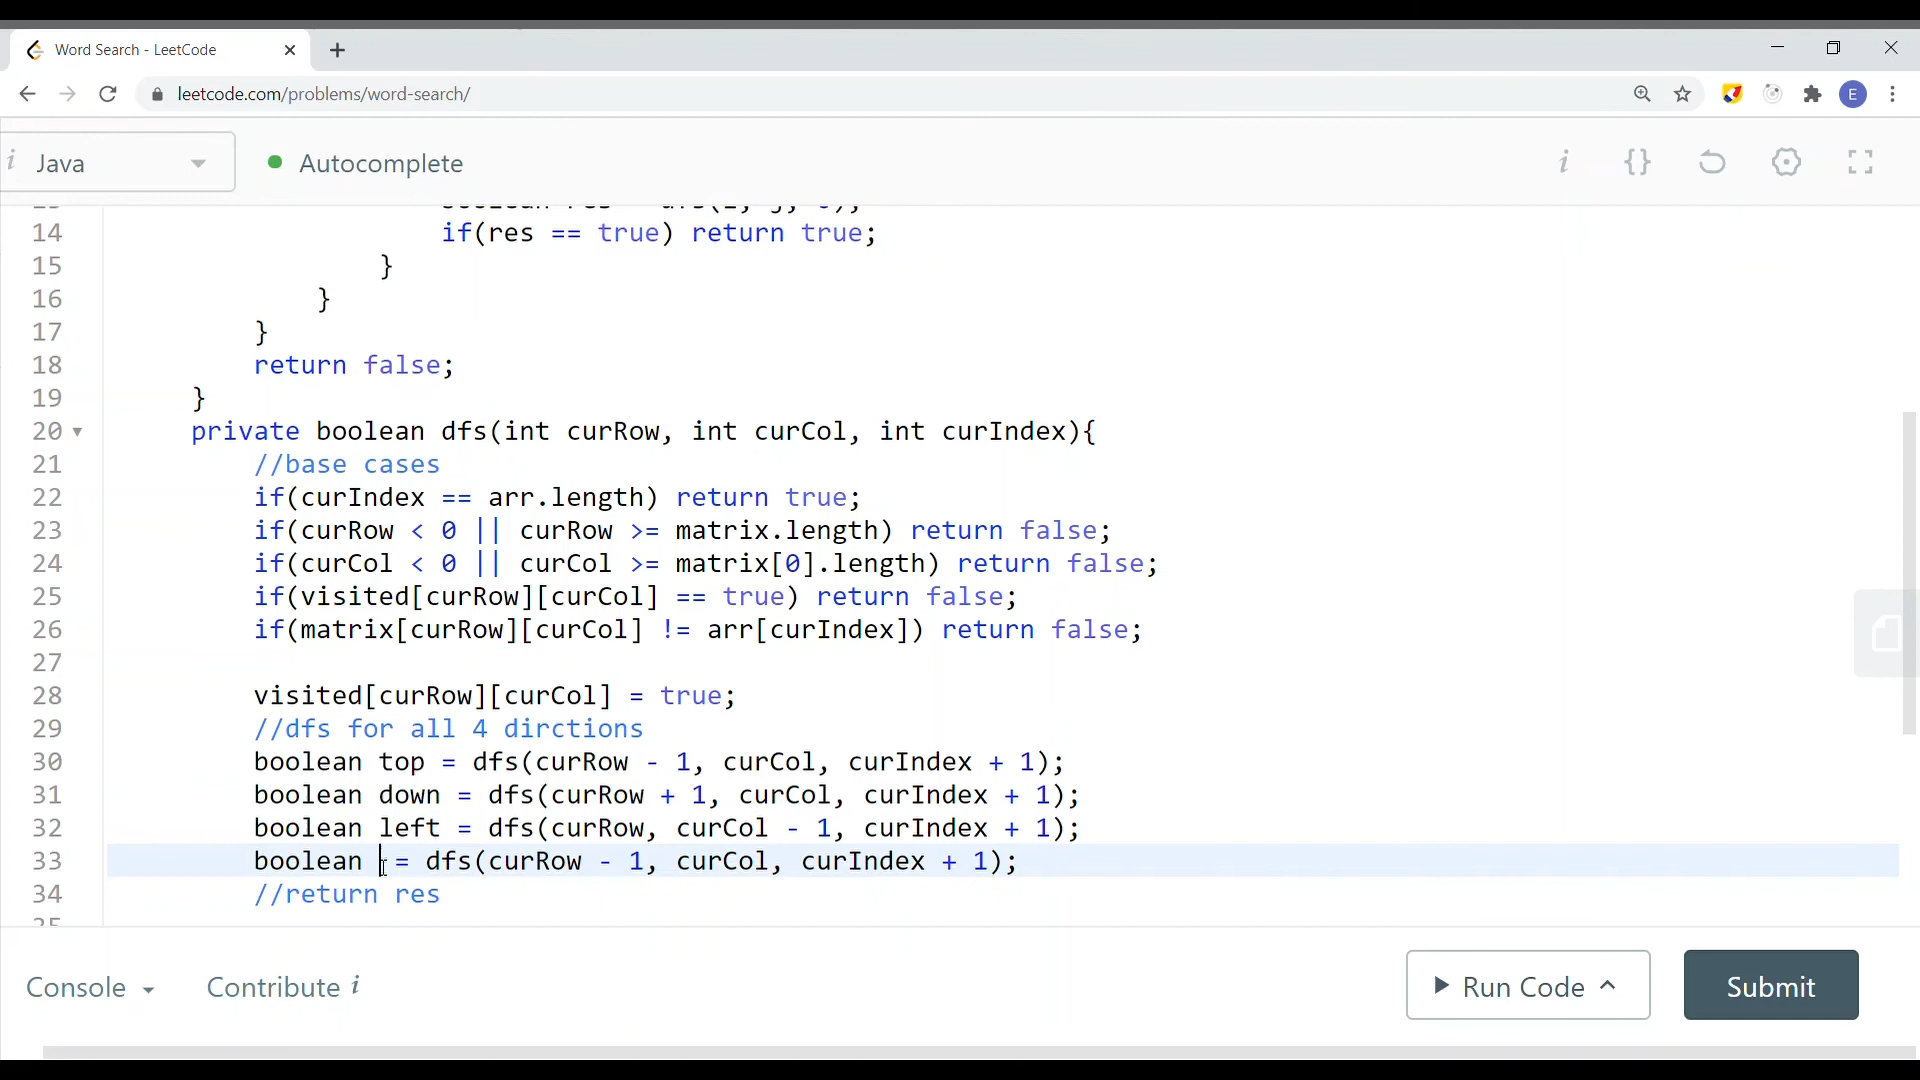 Word Search - LeetCode
leetcode.com/problems/word-search/
E
i Java
Autocomplete
i {}
14 if(res == true) return true;
15 }
16 }
17 }
18 return false;
19 }
20 private boolean dfs(int curRow, int curCol, int curIndex){
21 //base cases
22 if(curIndex == arr.length) return true;
23 if(curRow < 0 || curRow >= matrix.length) return false;
24 if(curCol < 0 || curCol >= matrix[0].length) return false;
25 if(visited[curRow][curCol] == true) return false;
26 if(matrix[curRow][curCol] != arr[curIndex]) return false;
27
28 visited[curRow][curCol] = true;
29 //dfs for all 4 dirctions
30 boolean top = dfs(curRow - 1, curCol, curIndex + 1);
31 boolean down = dfs(curRow + 1, curCol, curIndex + 1);
32 boolean left = dfs(curRow, curCol - 1, curIndex + 1);
33 boolean = dfs(curRow - 1, curCol, curIndex + 1);
34 //return res
Console
Contribute i
Run Code
Submit